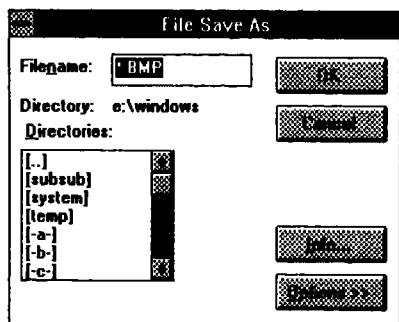 File Save As
Filename: *.BMP
OK
Directory: e:\windows
Cancel
Directories:
[..]
[subsub]
[system]
[temp]
[-a-]
[-b-]
[-c-]
Info...
Options >>